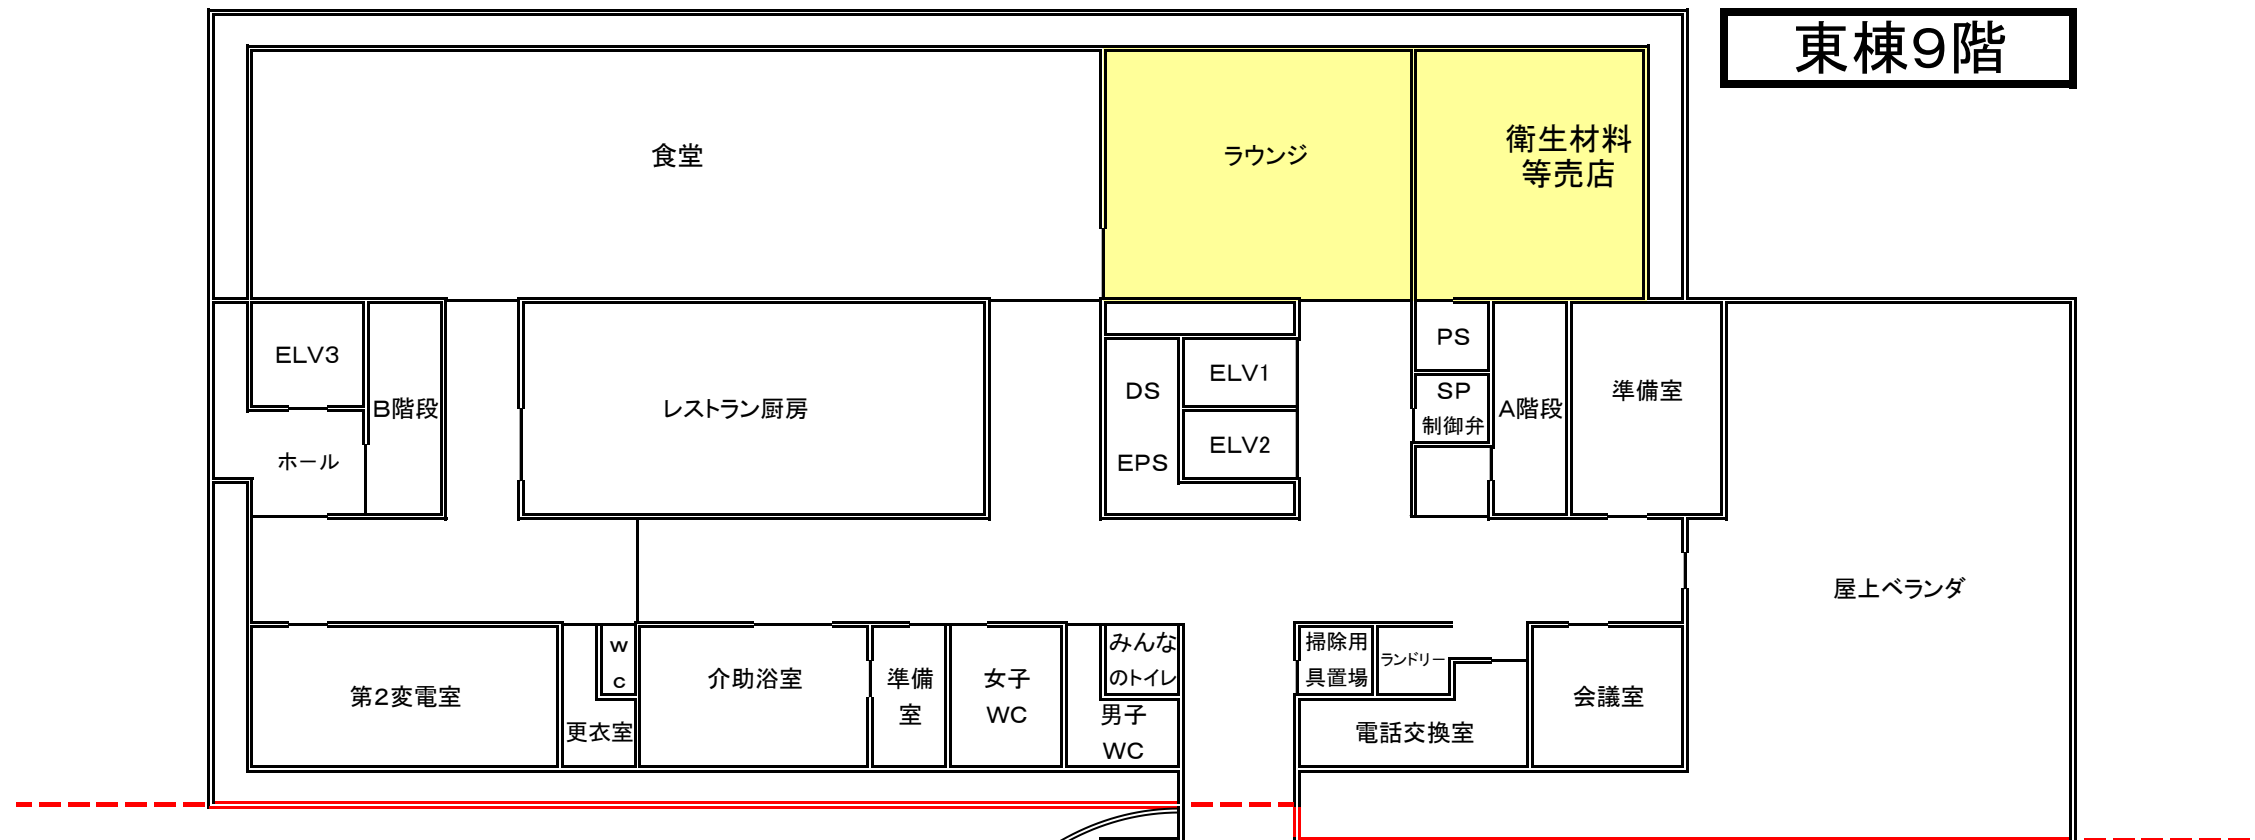 東棟９階
食堂
ラウンジ
衛生材料
等売店
ELV3
B階段
ホール
レストラン厨房
DS
EPS
ELV1
ELV2
PS
SP
制御弁
A階段
準備室
屋上ベランダ
第２変電室
w
c
更衣室
介助浴室
準備
室
女子
WC
みんな
のトイレ
男子
WC
掃除用
具置場
ランドリー
電話交換室
会議室